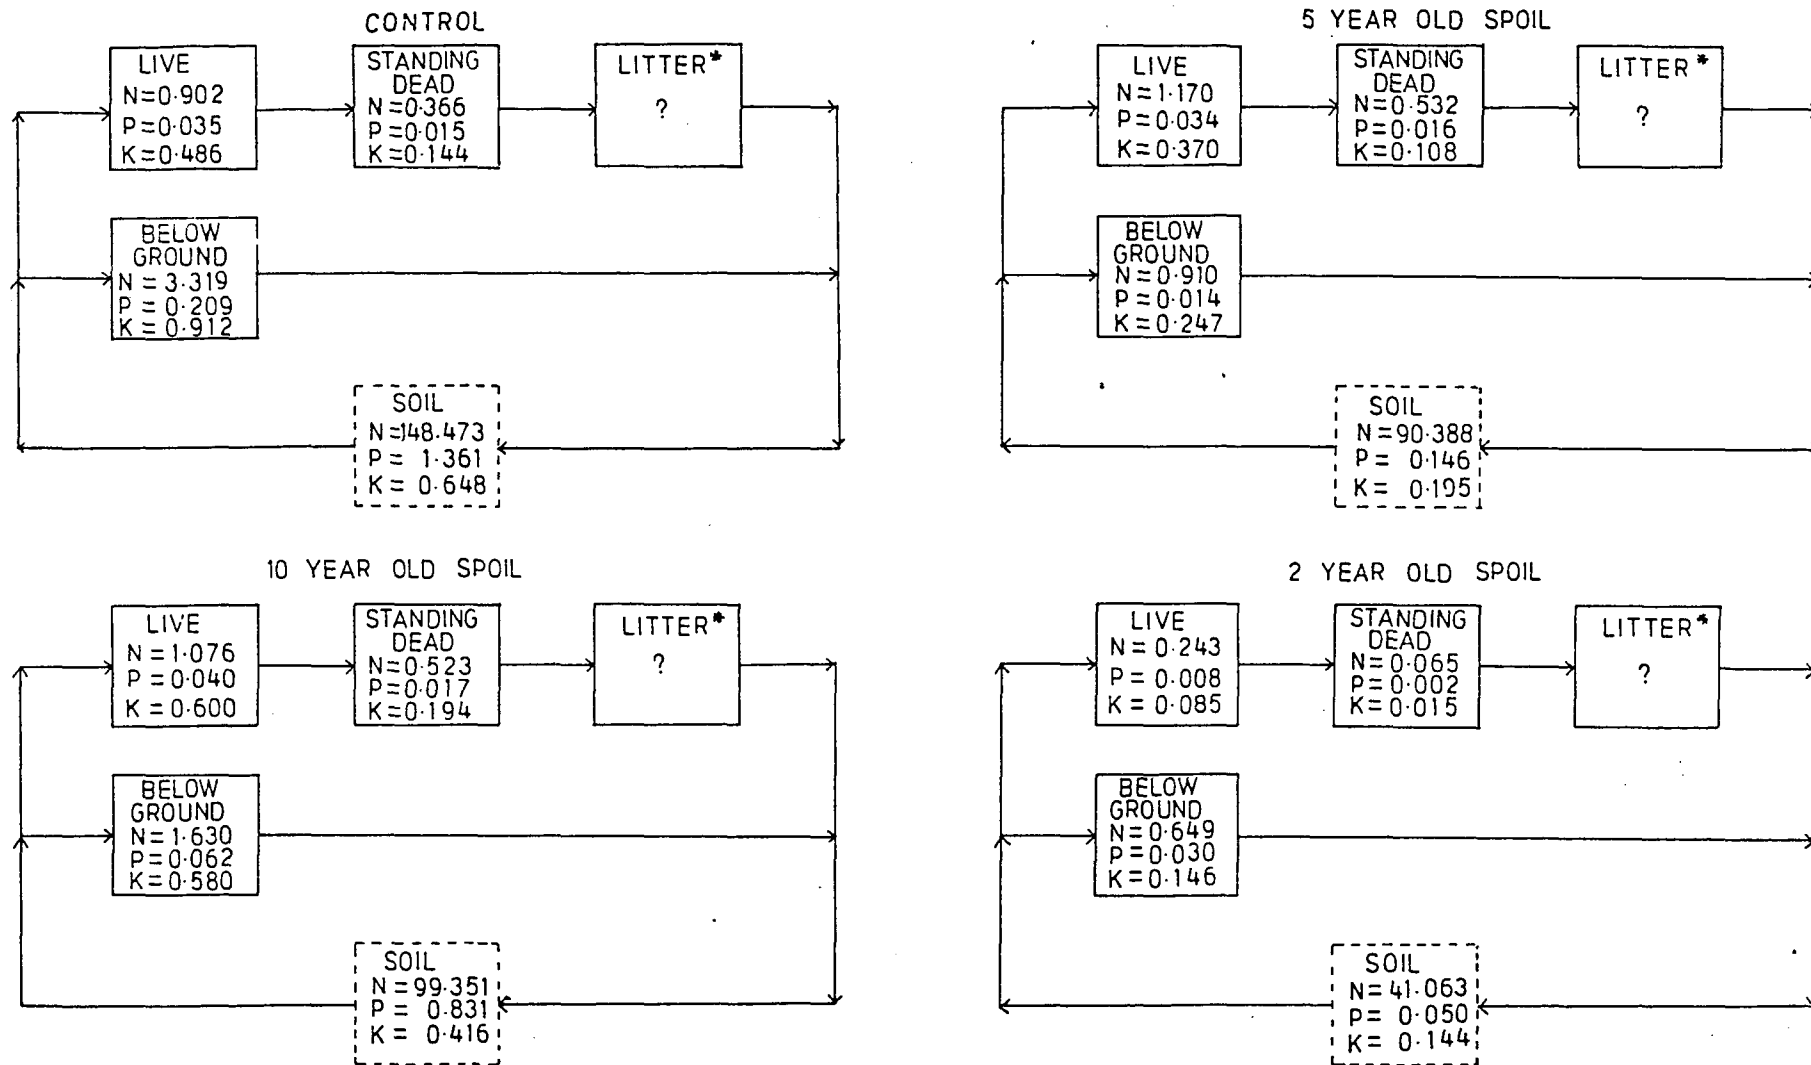 CONTROL
LIVE
N=0·902
P=0·035
K=0·486
STANDING
DEAD
N=0·366
P=0·015
K=0·144
LITTER*
?
BELOW
GROUND
N=3·319
P=0·209
K=0·912
SOIL
N=148·473
P= 1·361
K= 0·648
5 YEAR OLD SPOIL
LIVE
N=1·170
P=0·034
K=0·370
STANDING
DEAD
N=0·532
P=0·016
K=0·108
LITTER*
?
BELOW
GROUND
N=0·910
P=0·014
K=0·247
SOIL
N=90·388
P= 0·146
K= 0·195
10 YEAR OLD SPOIL
LIVE
N=1·076
P=0·040
K=0·600
STANDING
DEAD
N=0·523
P=0·017
K=0·194
LITTER*
?
BELOW
GROUND
N=1·630
P=0·062
K=0·580
SOIL
N=99·351
P= 0·831
K= 0·416
2 YEAR OLD SPOIL
LIVE
N=0·243
P=0·008
K=0·085
STANDING
DEAD
N=0·065
P=0·002
K=0·015
LITTER*
?
BELOW
GROUND
N=0·649
P=0·030
K=0·146
SOIL
N=41·063
P= 0·050
K= 0·144